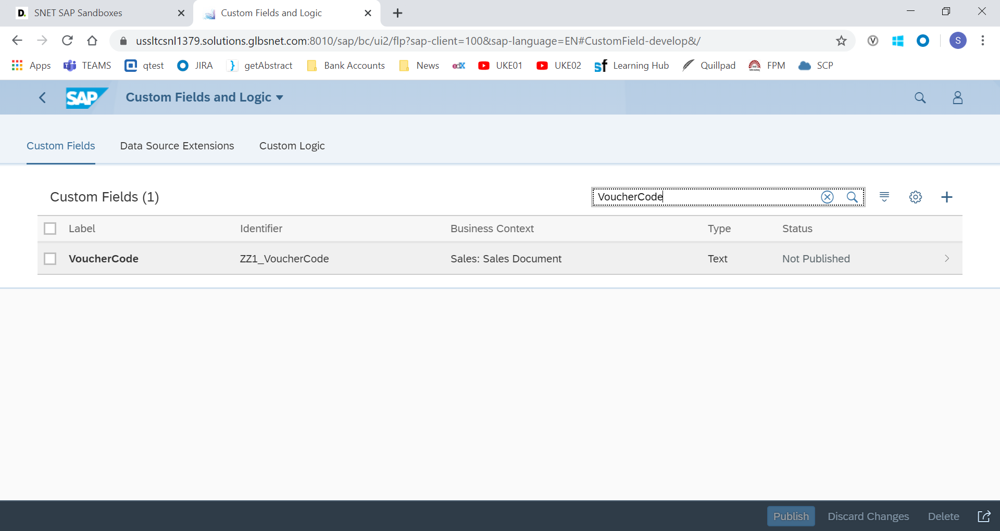 D. SNET SAP Sandboxes
Custom Fields and Logic
ussltcsnl1379.solutions.glbsnet.com:8010/sap/bc/ui2/flp?sap-client=100&sap-language=EN#CustomField-develop&/
S
Apps TEAMS qtest JIRA } getAbstract Bank Accounts News edX UKE01 UKE02 sf Learning Hub Quillpad FPM SCP
SAP Custom Fields and Logic
Custom Fields Data Source Extensions Custom Logic
Custom Fields (1) VoucherCode
Label Identifier Business Context Type Status
VoucherCode ZZ1_VoucherCode Sales: Sales Document Text Not Published
Publish Discard Changes Delete